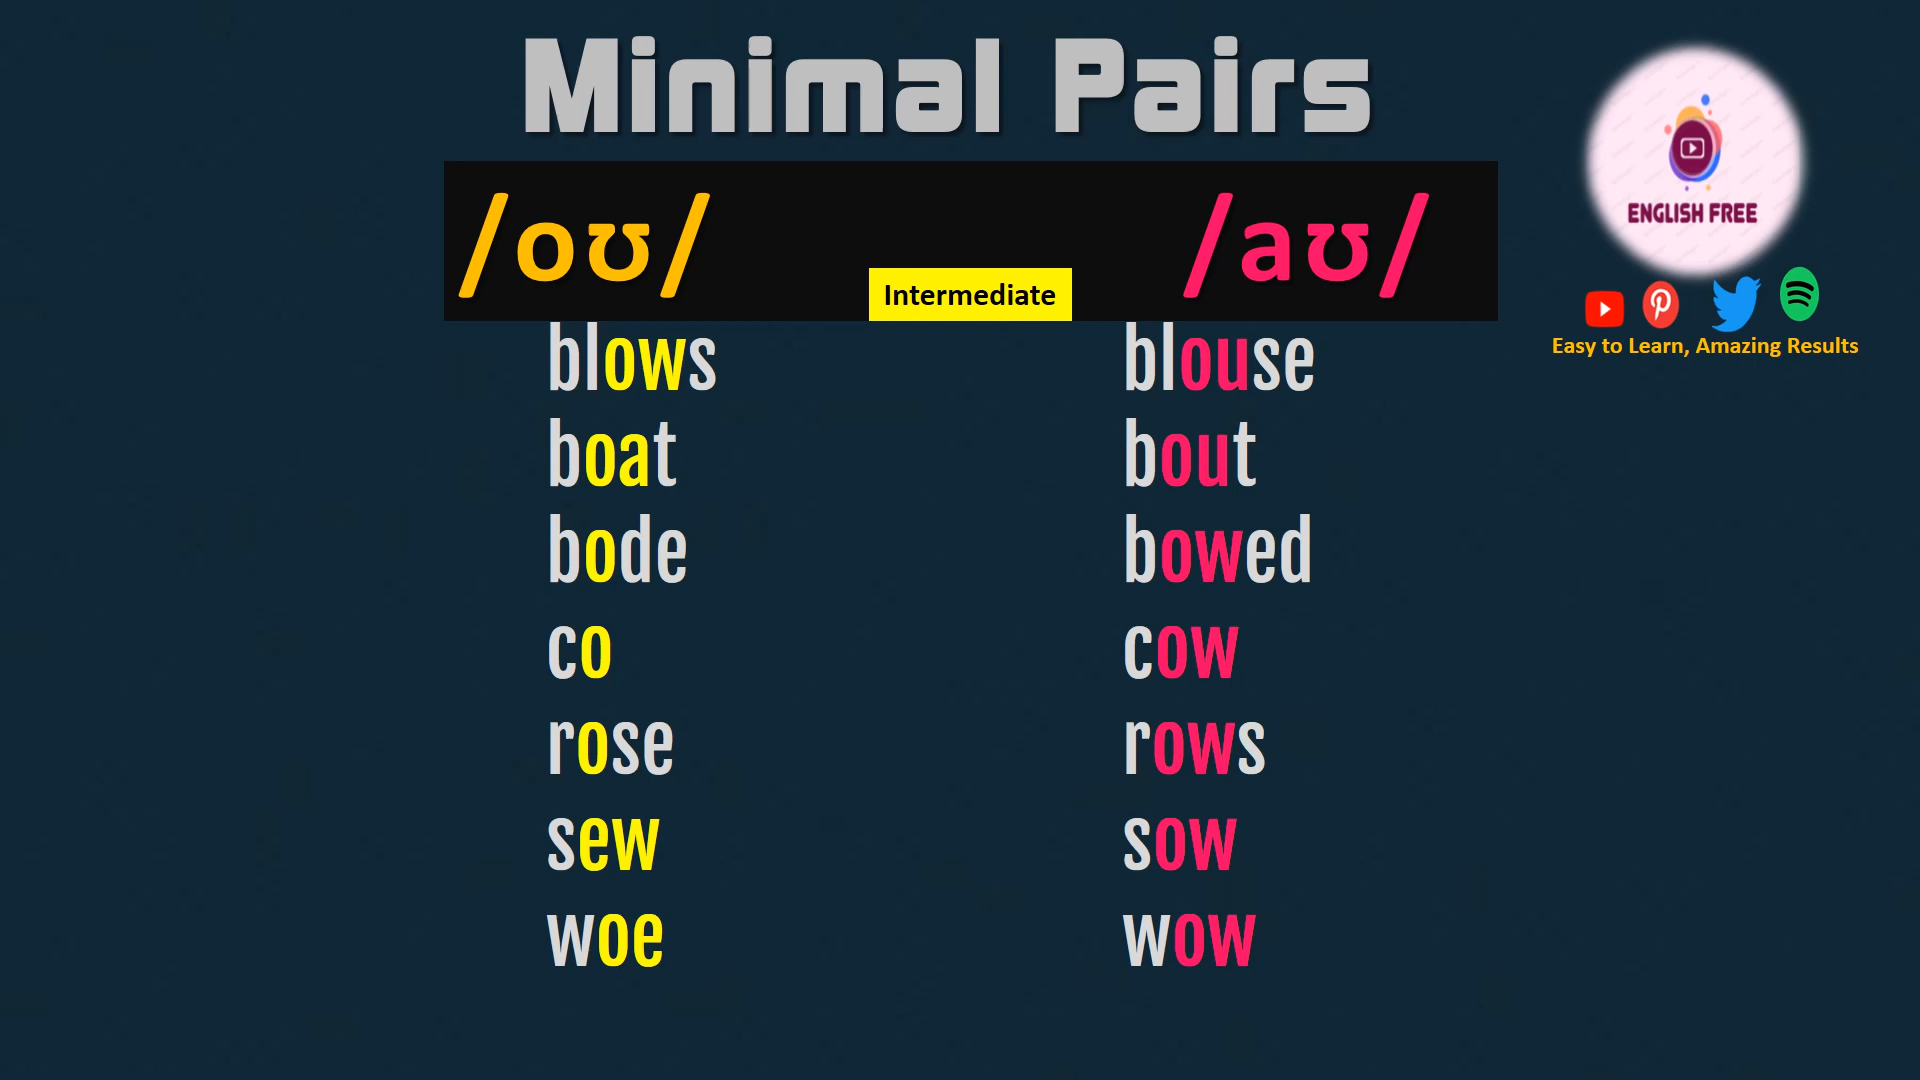 Minimal Pairs
/oʊ/ /aʊ/
Intermediate
ENGLISH FREE
Easy to Learn, Amazing Results
blows blouse
boat bout
bode bowed
co cow
rose rows
sew sow
woe wow